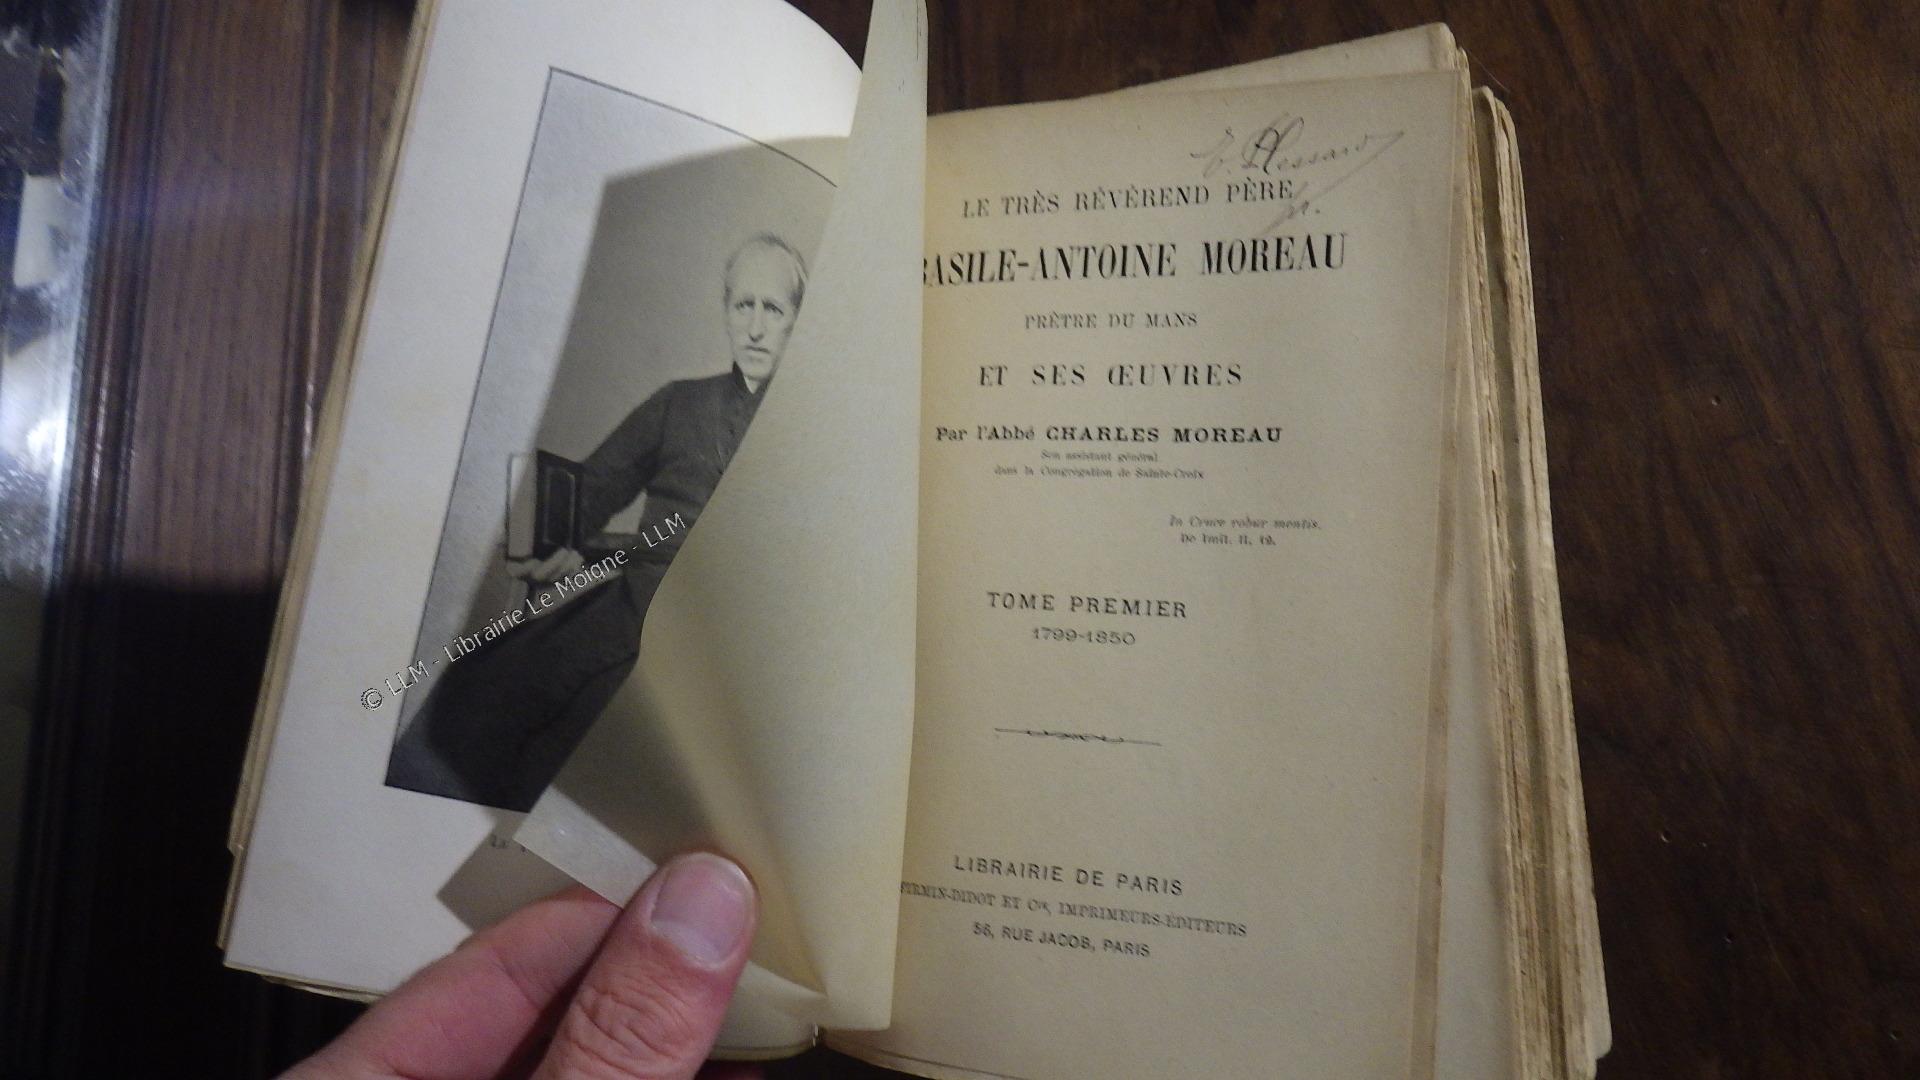 E. Plessard
LE TRÈS RÉVÉREND PÈRE
BASILE-ANTOINE MOREAU
PRÊTRE DU MANS
ET SES ŒUVRES
Par l'Abbé CHARLES MOREAU
Son assistant général
dans la Congrégation de Sainte-Croix
In Cruce robur mentis.
De Imit. II, 12.
TOME PREMIER
1799-1850
LIBRAIRIE DE PARIS
FIRMIN-DIDOT ET Cie, IMPRIMEURS-ÉDITEURS
56, RUE JACOB, PARIS
© LLM - Librairie Le Moigne - LLM